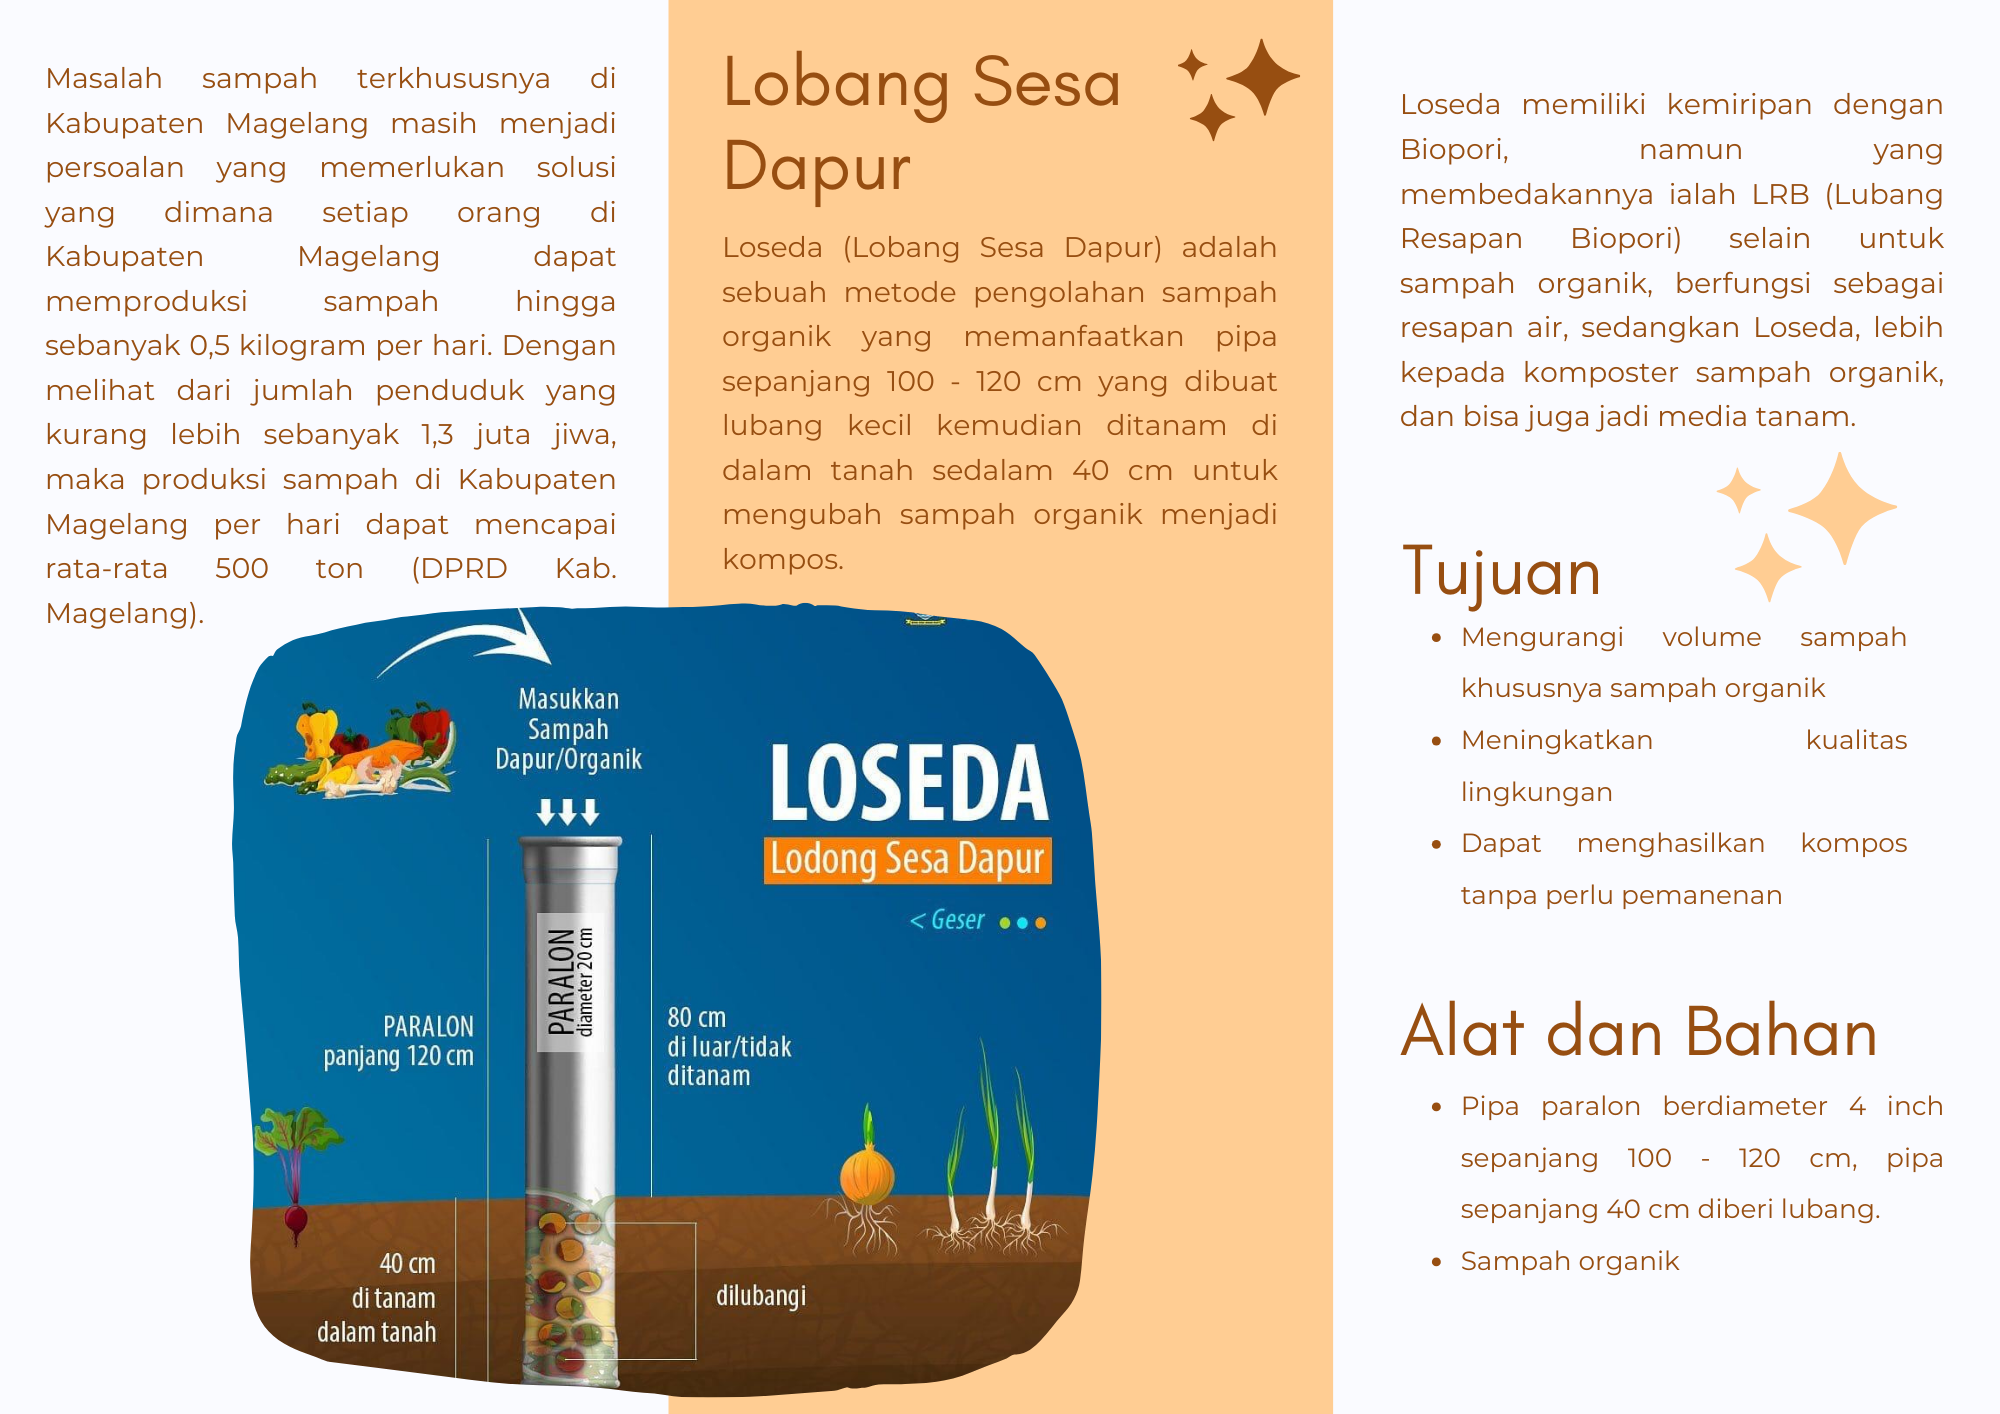 Masalah sampah terkhususnya di
Kabupaten Magelang masih menjadi
persoalan yang memerlukan solusi
yang dimana setiap orang di
Kabupaten Magelang dapat
memproduksi sampah hingga
sebanyak 0,5 kilogram per hari. Dengan
melihat dari jumlah penduduk yang
kurang lebih sebanyak 1,3 juta jiwa,
maka produksi sampah di Kabupaten
Magelang per hari dapat mencapai
rata-rata 500 ton (DPRD Kab.
Magelang).
Lobang Sesa
Dapur
Loseda (Lobang Sesa Dapur) adalah
sebuah metode pengolahan sampah
organik yang memanfaatkan pipa
sepanjang 100 - 120 cm yang dibuat
lubang kecil kemudian ditanam di
dalam tanah sedalam 40 cm untuk
mengubah sampah organik menjadi
kompos.
Masukkan
Sampah
Dapur/Organik
LOSEDA
Lodong Sesa Dapur
< Geser
PARALON
diameter 20 cm
PARALON
panjang 120 cm
80 cm
di luar/tidak
ditanam
40 cm
di tanam
dalam tanah
dilubangi
Loseda memiliki kemiripan dengan
Biopori, namun yang
membedakannya ialah LRB (Lubang
Resapan Biopori) selain untuk
sampah organik, berfungsi sebagai
resapan air, sedangkan Loseda, lebih
kepada komposter sampah organik,
dan bisa juga jadi media tanam.
Tujuan
• Mengurangi volume sampah
khususnya sampah organik
• Meningkatkan kualitas
lingkungan
• Dapat menghasilkan kompos
tanpa perlu pemanenan
Alat dan Bahan
• Pipa paralon berdiameter 4 inch
sepanjang 100 - 120 cm, pipa
sepanjang 40 cm diberi lubang.
• Sampah organik